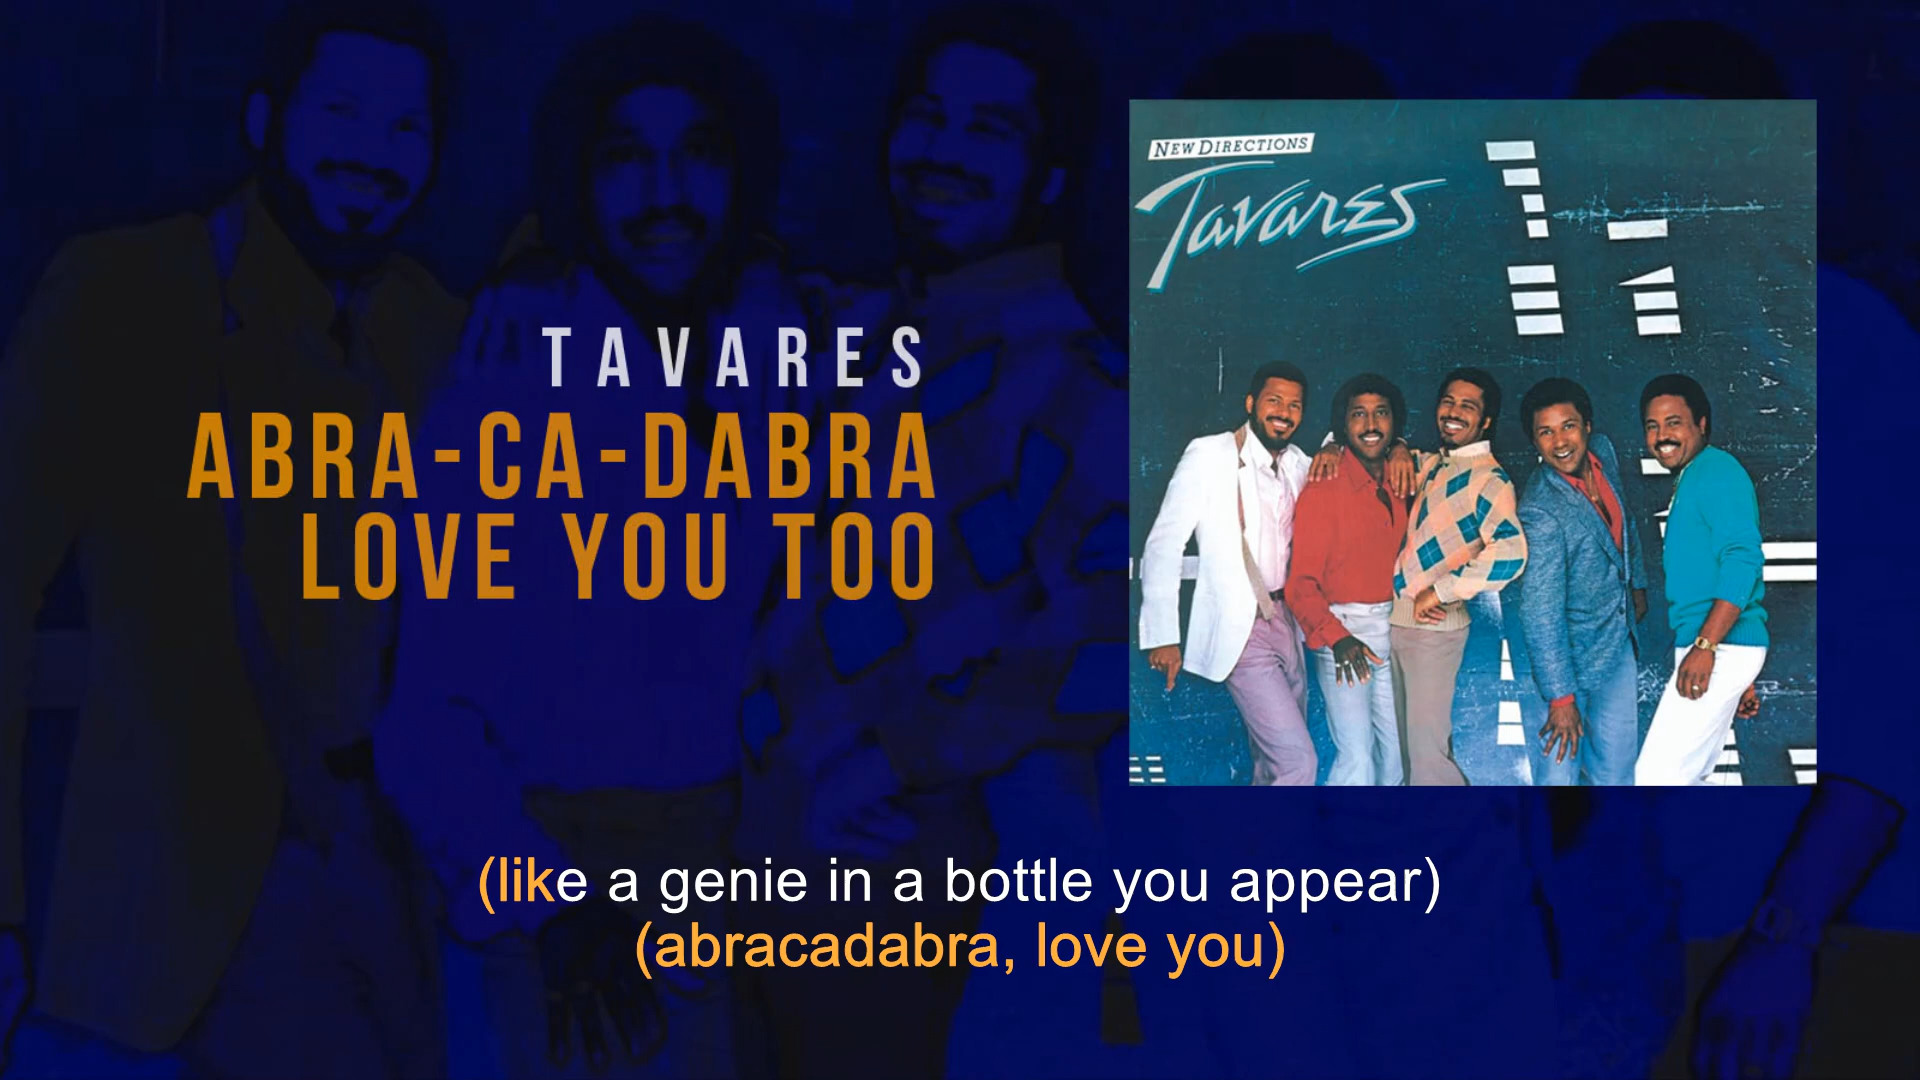 TAVARES
ABRA-CA-DABRA
LOVE YOU TOO
NEW DIRECTIONS
Tavares
(like a genie in a bottle you appear)
(abracadabra, love you)